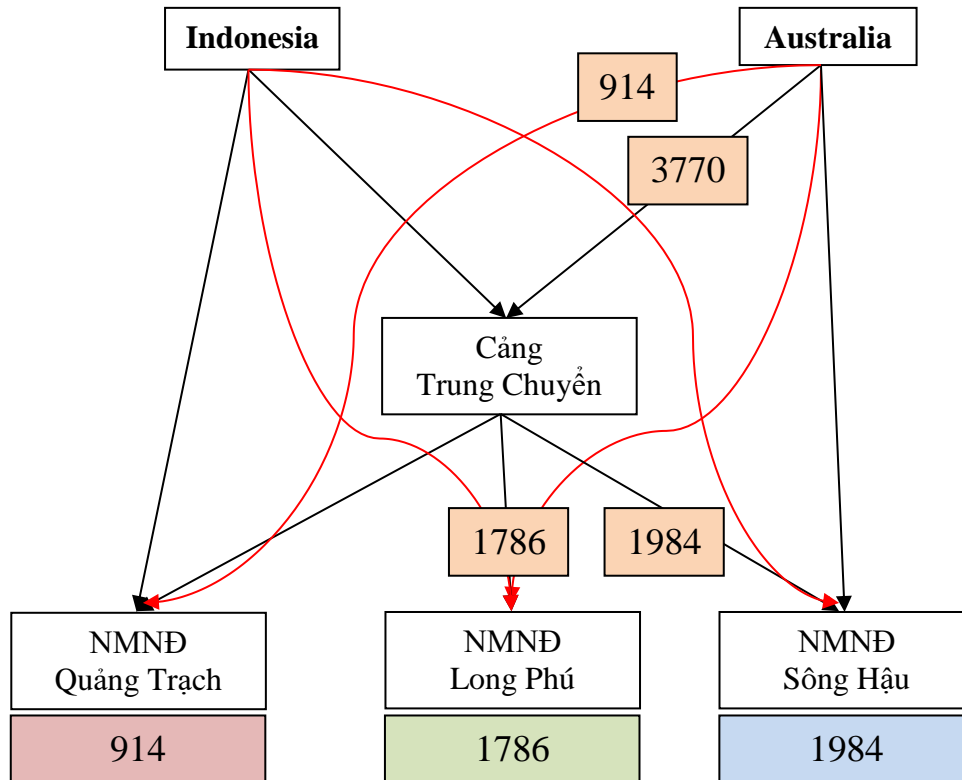 Indonesia
Australia
914
3770
Cảng
Trung Chuyển
1786
1984
NMNĐ
Quảng Trạch
NMNĐ
Long Phú
NMNĐ
Sông Hậu
914
1786
1984